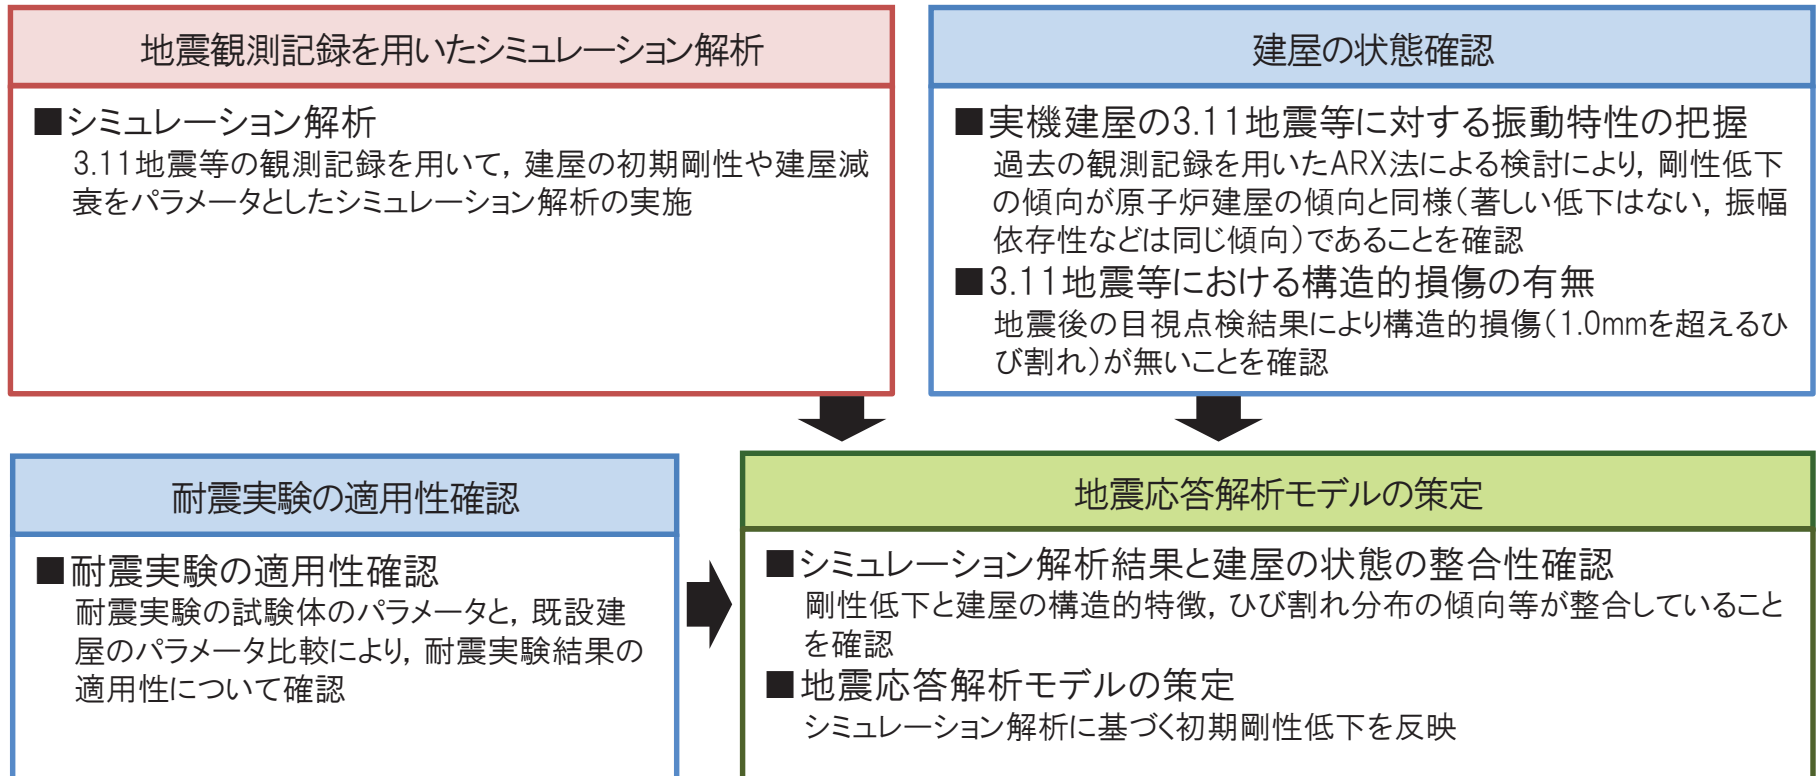 地震観測記録を用いたシミュレーション解析
■シミュレーション解析
3.11地震等の観測記録を用いて，建屋の初期剛性や建屋減
衰をパラメータとしたシミュレーション解析の実施
建屋の状態確認
■実機建屋の3.11地震等に対する振動特性の把握
過去の観測記録を用いたARX法による検討により，剛性低下
の傾向が原子炉建屋の傾向と同様（著しい低下はない，振幅
依存性などは同じ傾向）であることを確認
■3.11地震等における構造的損傷の有無
地震後の目視点検結果により構造的損傷（1.0mmを超えるひ
び割れ）が無いことを確認
耐震実験の適用性確認
■耐震実験の適用性確認
耐震実験の試験体のパラメータと，既設建
屋のパラメータ比較により，耐震実験結果の
適用性について確認
地震応答解析モデルの策定
■シミュレーション解析結果と建屋の状態の整合性確認
剛性低下と建屋の構造的特徴，ひび割れ分布の傾向等が整合していること
を確認
■地震応答解析モデルの策定
シミュレーション解析に基づく初期剛性低下を反映